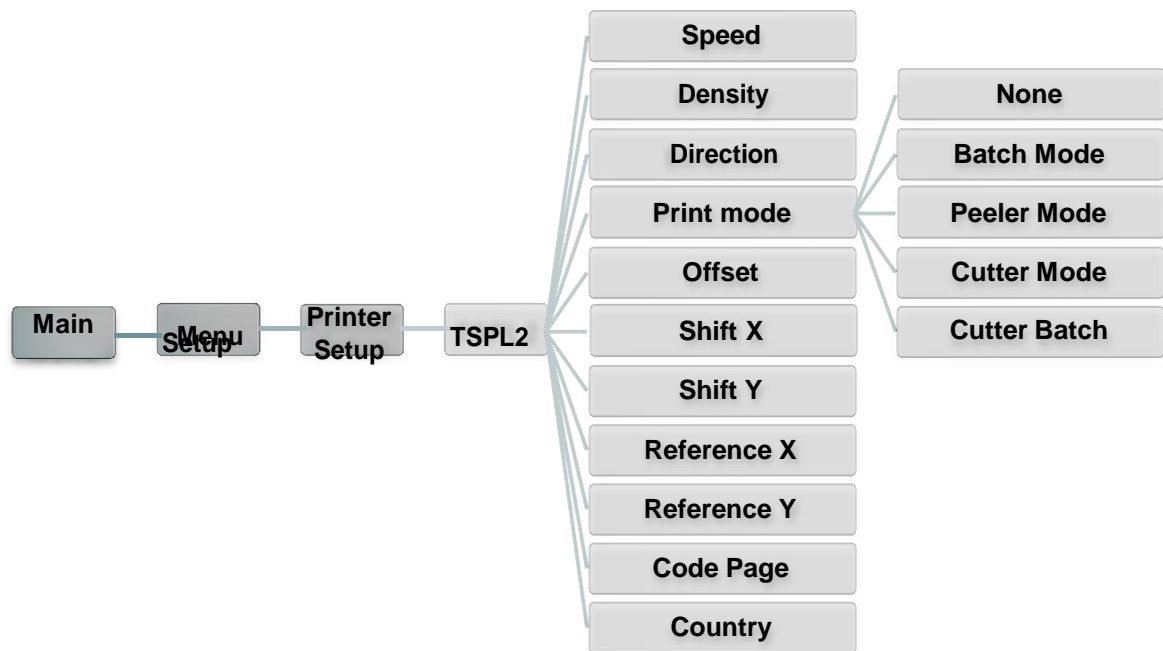 Main
Menu
Setup
Printer
Setup
TSPL2
Speed
Density
Direction
Print mode
Offset
Shift X
Shift Y
Reference X
Reference Y
Code Page
Country
None
Batch Mode
Peeler Mode
Cutter Mode
Cutter Batch